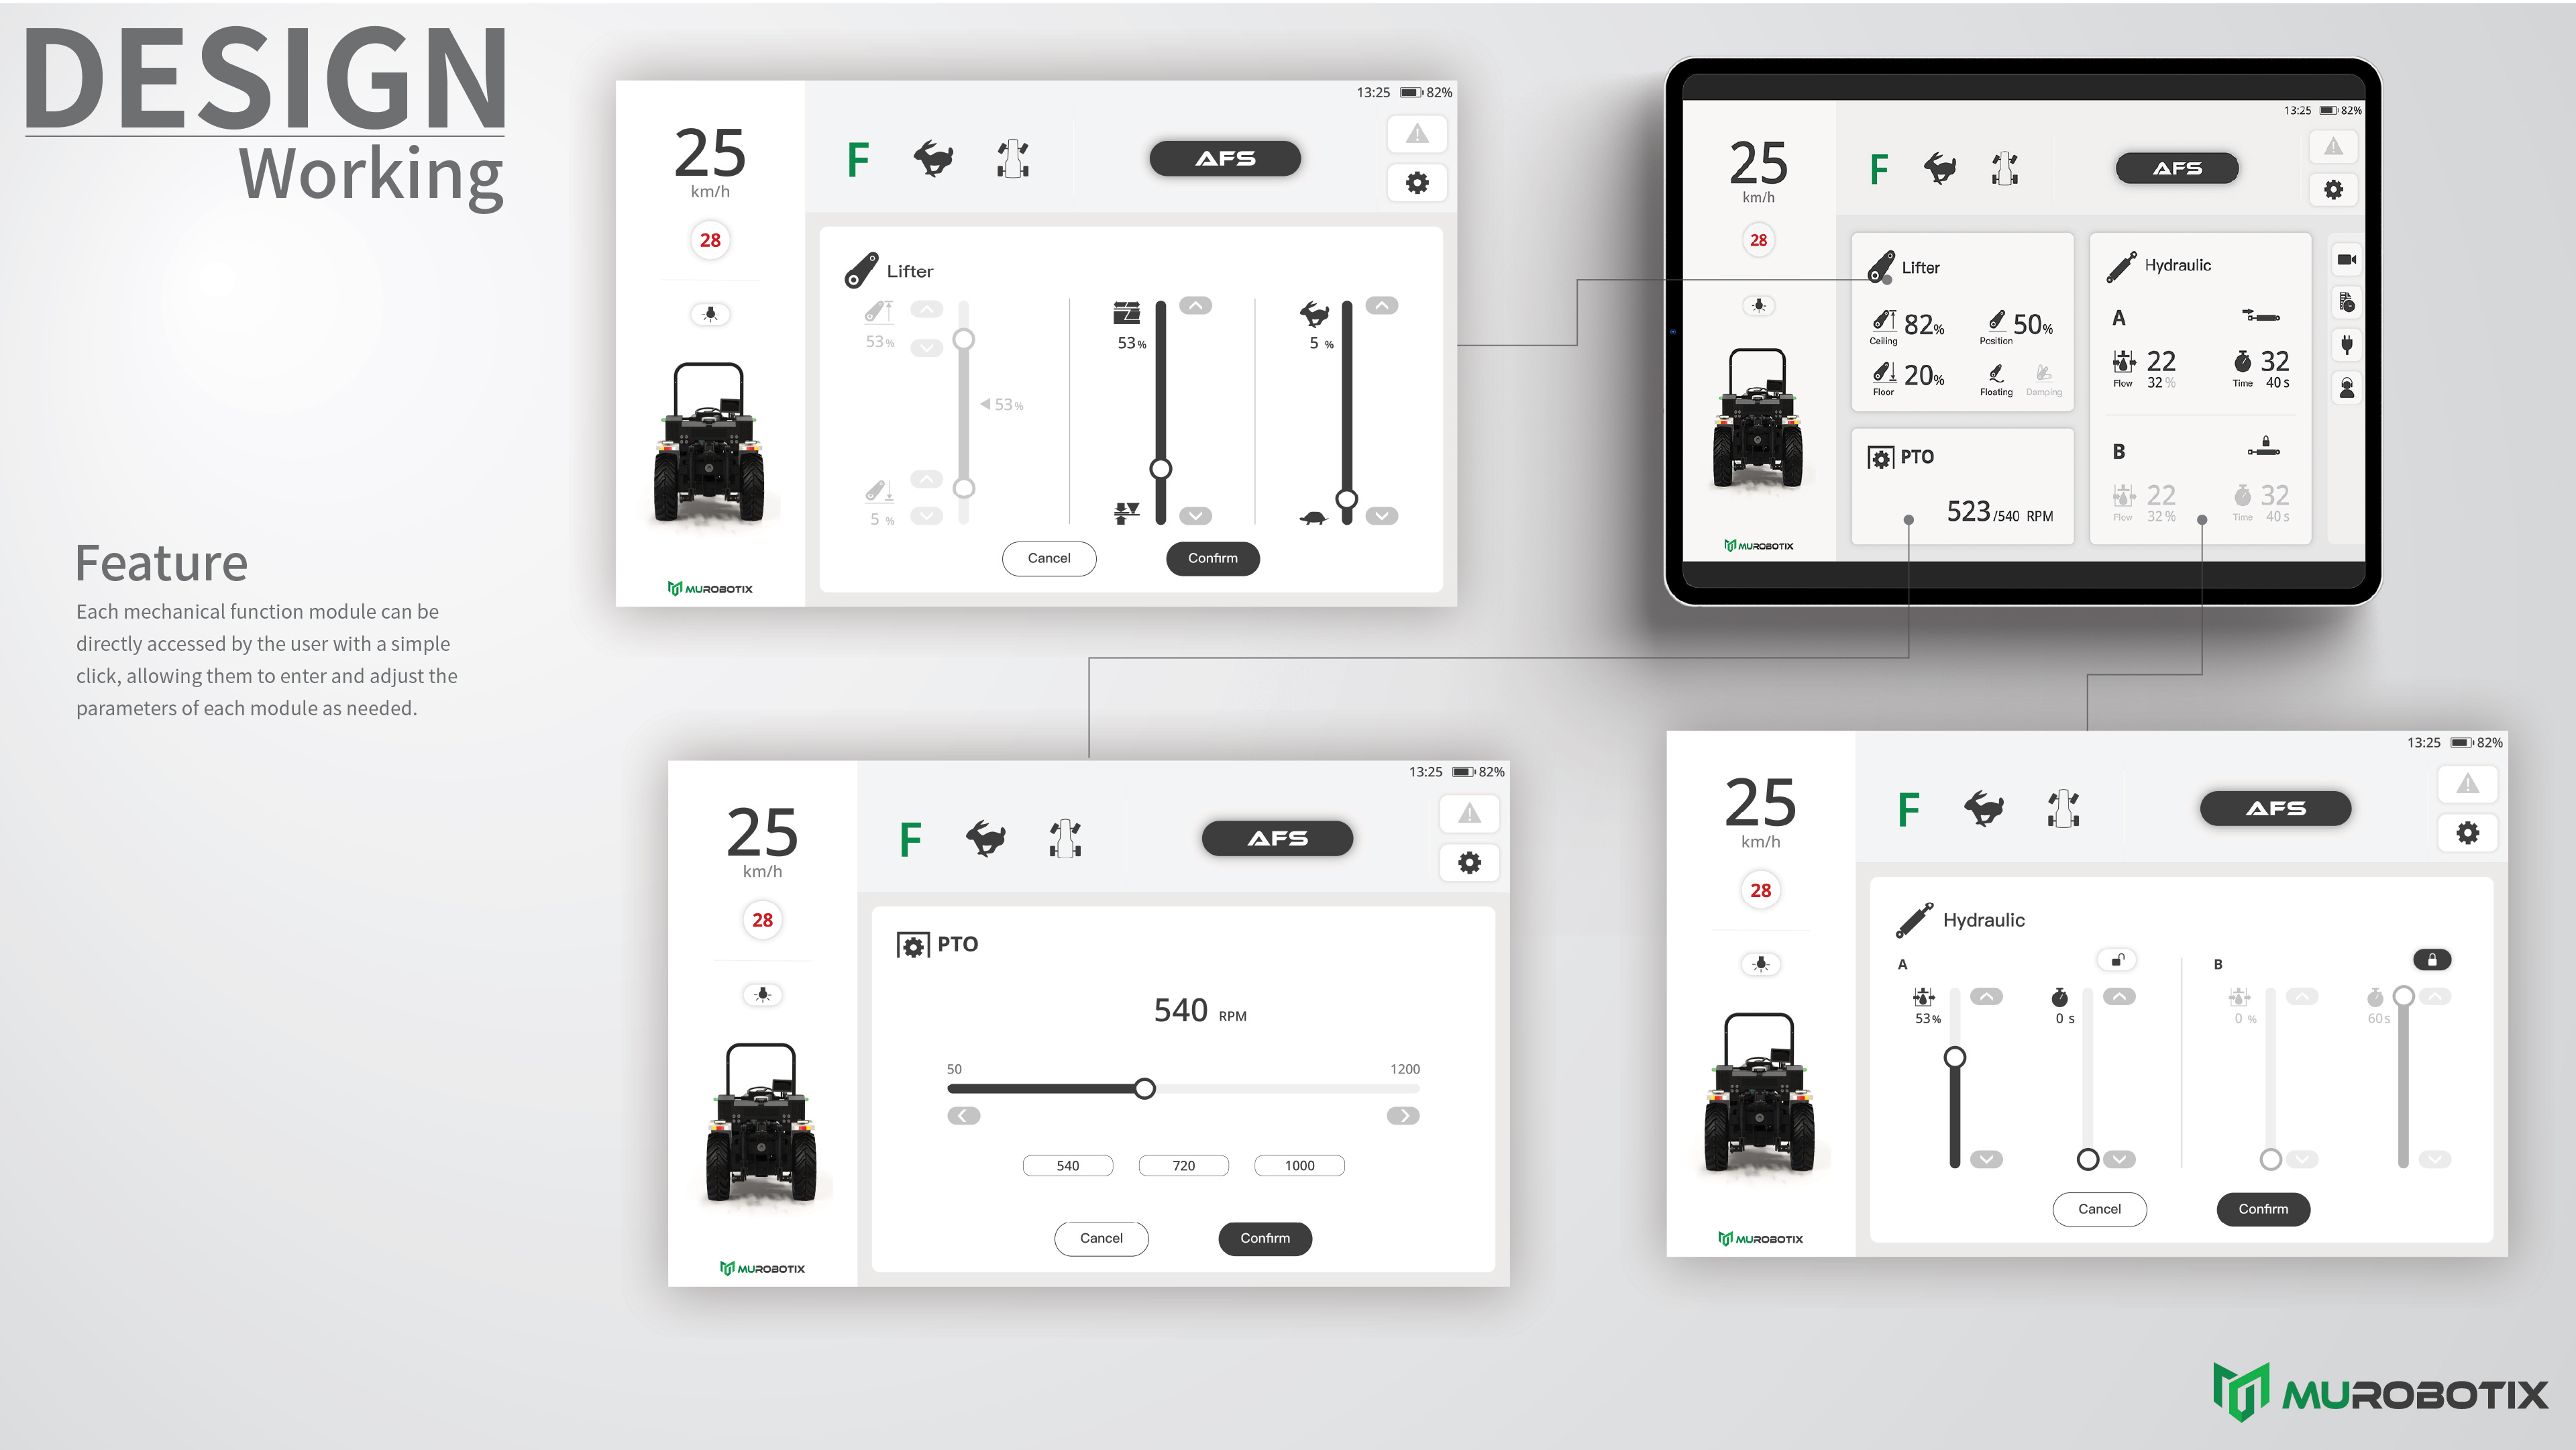 DESIGN
Working
Feature
Each mechanical function module can be
directly accessed by the user with a simple
click, allowing them to enter and adjust the
parameters of each module as needed.
13:25 82%
25
km/h
28
F
AFS
Lifter
53%
53%
5 %
53%
5 %
Cancel
Confirm
MUROBOTIX
13:25 82%
25
km/h
28
F
AFS
Lifter
82%
Ceiling
50%
Position
20%
Floor
Floating
Damping
PTO
523/540 RPM
Hydraulic
A
22
Flow 32%
32
Time 40s
B
22
Flow 32%
32
Time 40s
MUROBOTIX
13:25 82%
25
km/h
28
F
AFS
PTO
540 RPM
50
1200
540
720
1000
Cancel
Confirm
MUROBOTIX
13:25 82%
25
km/h
28
F
AFS
Hydraulic
A
B
53%
0 s
0 %
60s
Cancel
Confirm
MUROBOTIX
MUROBOTIX